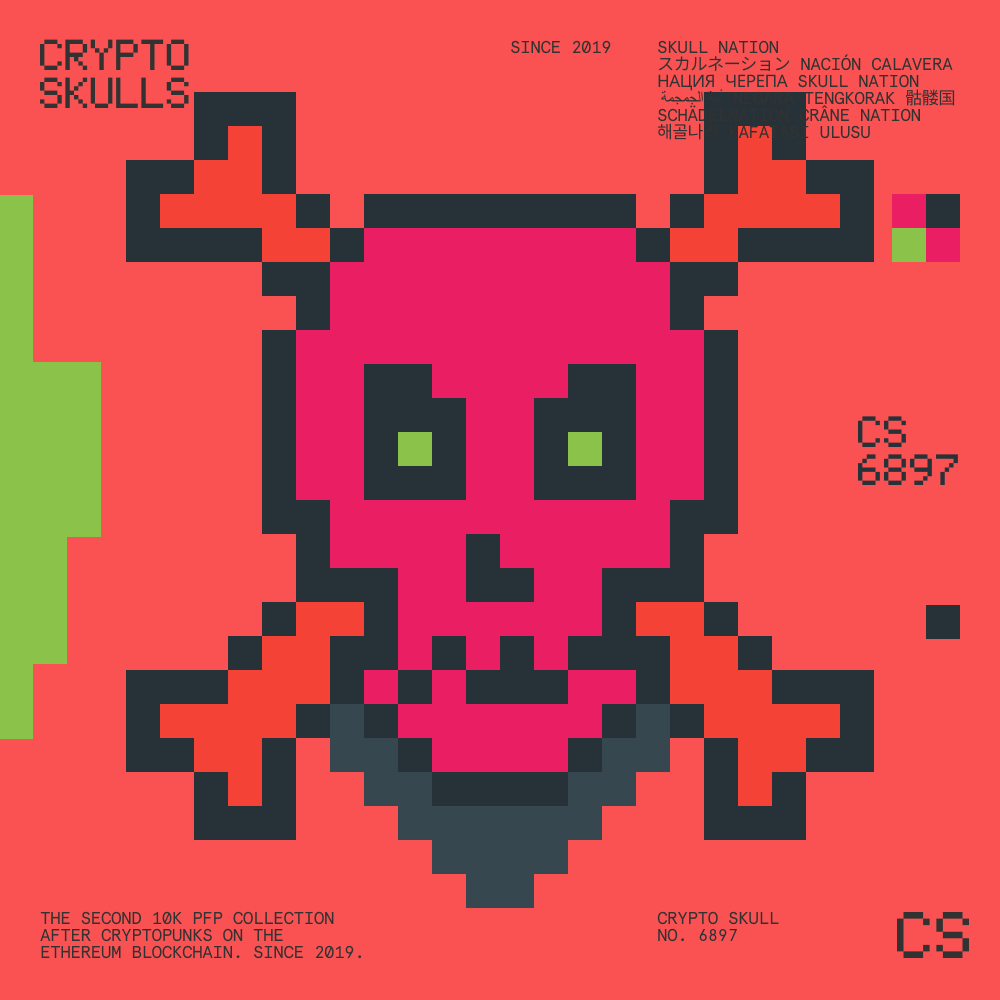 CRYPTO
SKULLS
SINCE 2019
SKULL NATION
スカルネーション NACIÓN CALAVERA
НАЦИЯ ЧЕРЕПА SKULL NATION
TENGKORAK 骷髅国
CRÂNE NATION
ULUSU
CS
6897
THE SECOND 10K PFP COLLECTION
AFTER CRYPTOPUNKS ON THE
ETHEREUM BLOCKCHAIN. SINCE 2019.
CRYPTO SKULL
NO. 6897
CS